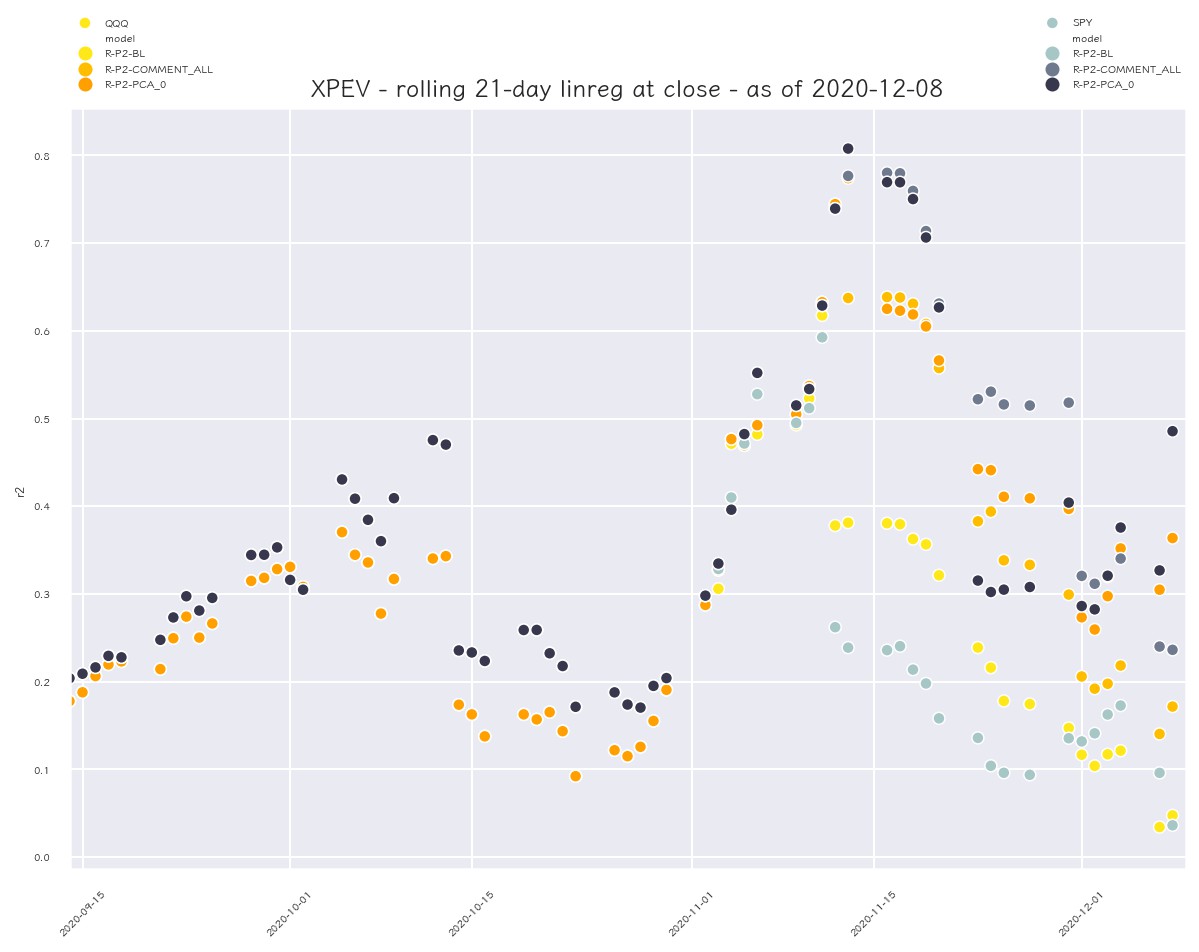 QQQ
model
R-P2-BL
R-P2-COMMENT_ALL
R-P2-PCA_0
SPY
model
R-P2-BL
R-P2-COMMENT_ALL
R-P2-PCA_0
XPEV - rolling 21-day linreg at close - as of 2020-12-08
r2
0.8
0.7
0.6
0.5
0.4
0.3
0.2
0.1
0.0
2020-09-15
2020-10-01
2020-10-15
2020-11-01
2020-11-15
2020-12-01